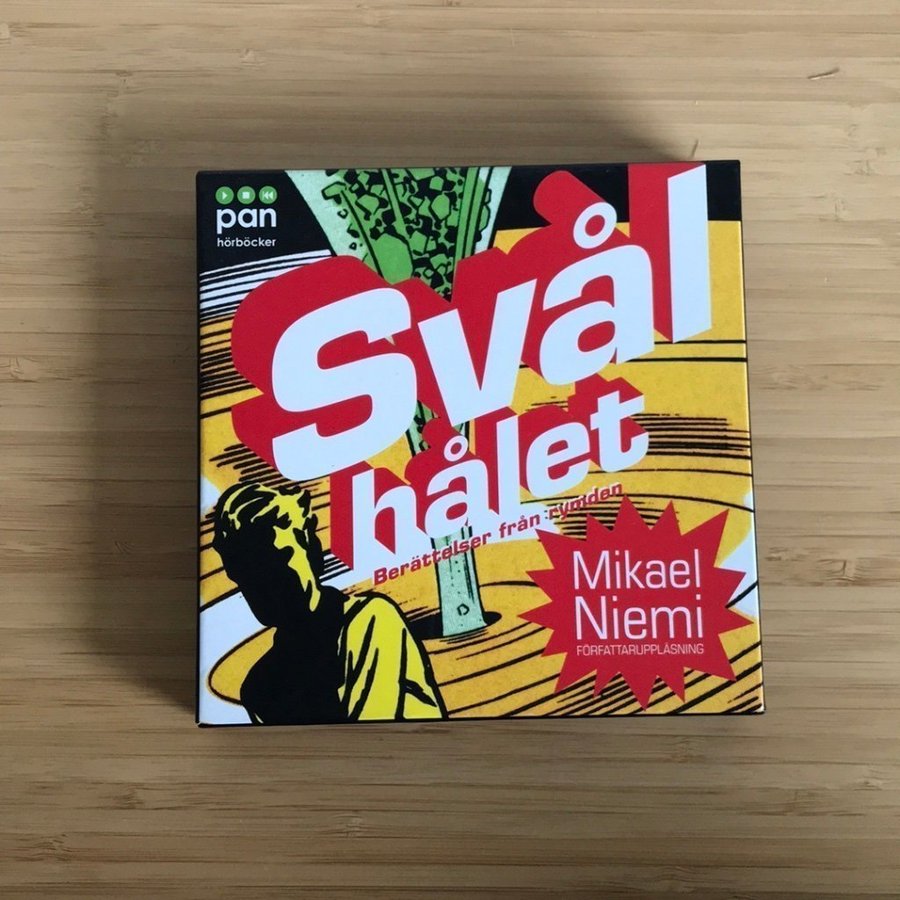 pan
hörböcker
Svål
hålet
Berättelser från rymden
Mikael
Niemi
FÖRFATTARUPPLÄSNING